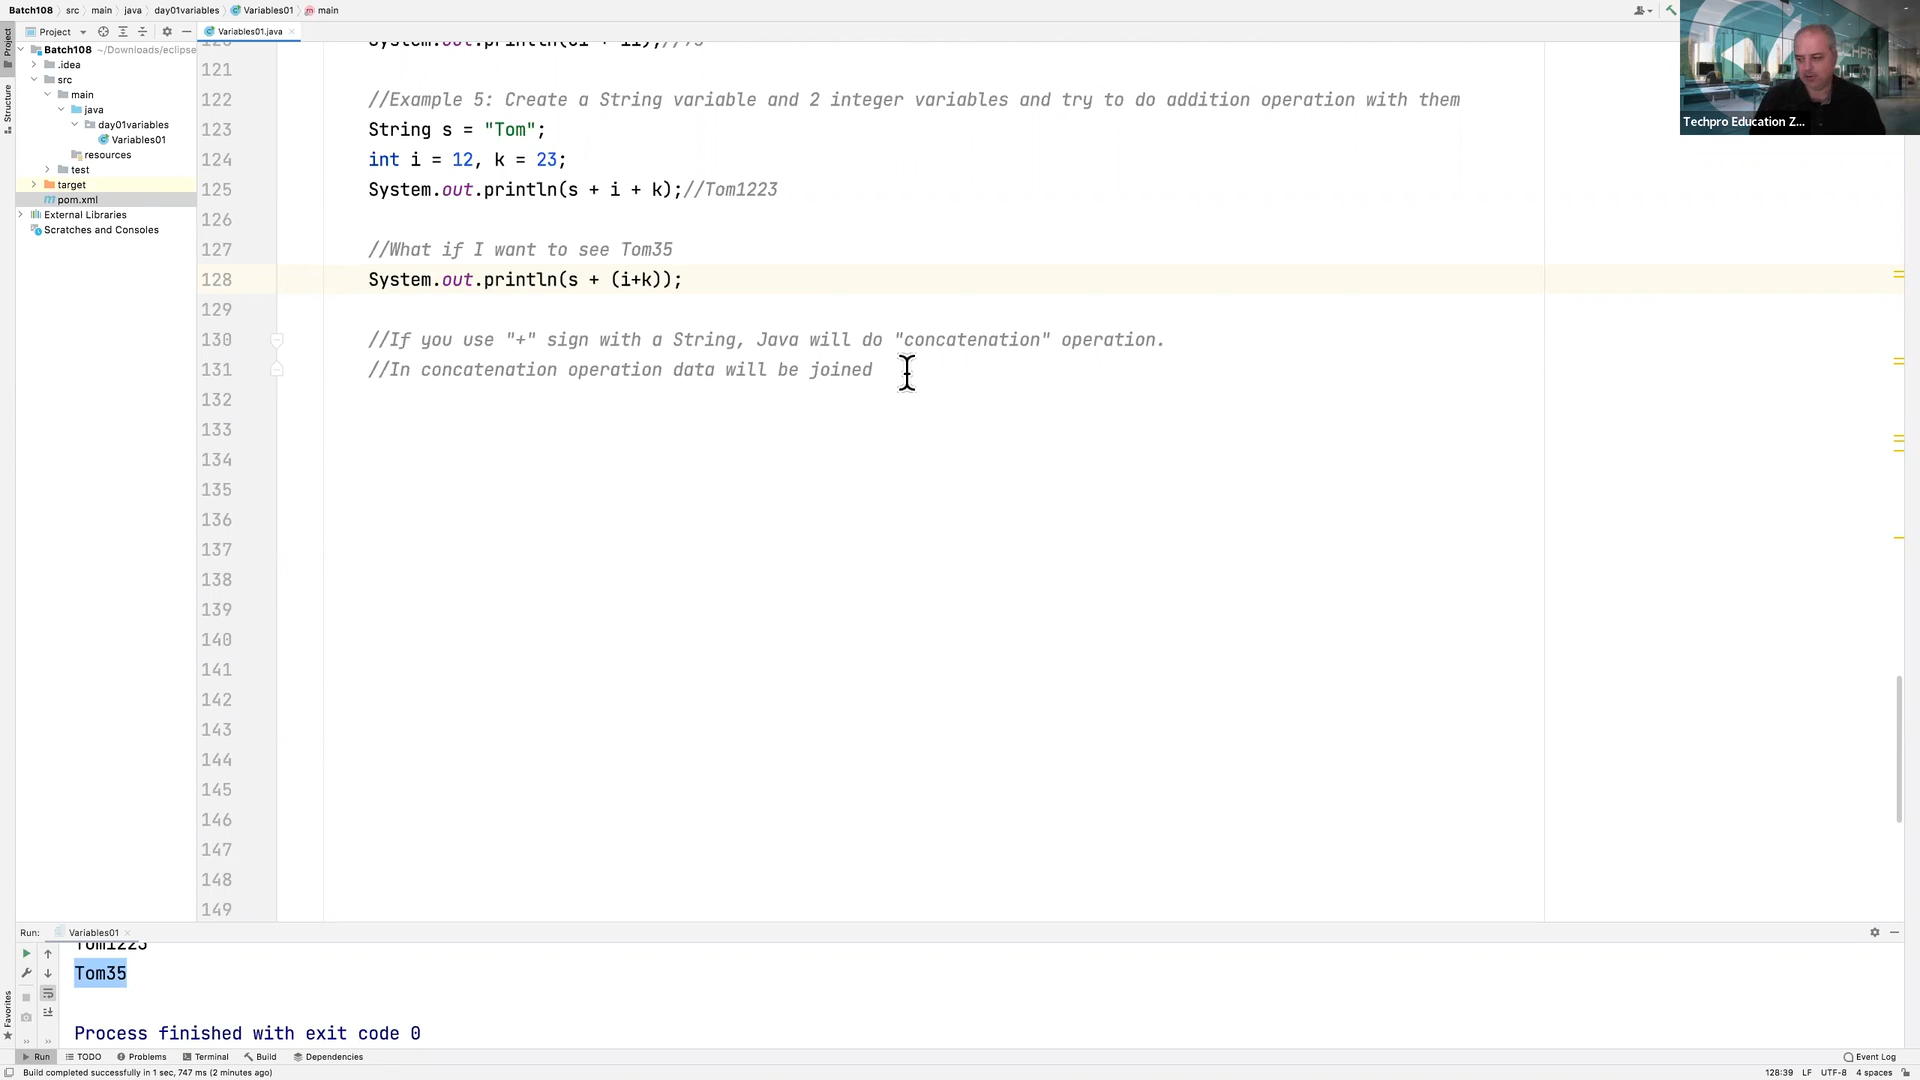 Batch108 src main java day01variables Variables01 main
Project
Variables01.java
Batch108 ~/Downloads/eclipse
.idea
src
main
java
day01variables
Variables01
resources
test
target
pom.xml
External Libraries
Scratches and Consoles
Project
Structure
Favorites
121
122 //Example 5: Create a String variable and 2 integer variables and try to do addition operation with them
123 String s = "Tom";
124 int i = 12, k = 23;
125 System.out.println(s + i + k);//Tom1223
126
127 //What if I want to see Tom35
128 System.out.println(s + (i+k));
129
130 //If you use "+" sign with a String, Java will do "concatenation" operation.
131 //In concatenation operation data will be joined
132
133
134
135
136
137
138
139
140
141
142
143
144
145
146
147
148
149
Techpro Education Z...
Run: Variables01
Tom1223
Tom35
Process finished with exit code 0
Run TODO Problems Terminal Build Dependencies Event Log
Build completed successfully in 1 sec, 747 ms (2 minutes ago) 128:39 LF UTF-8 4 spaces